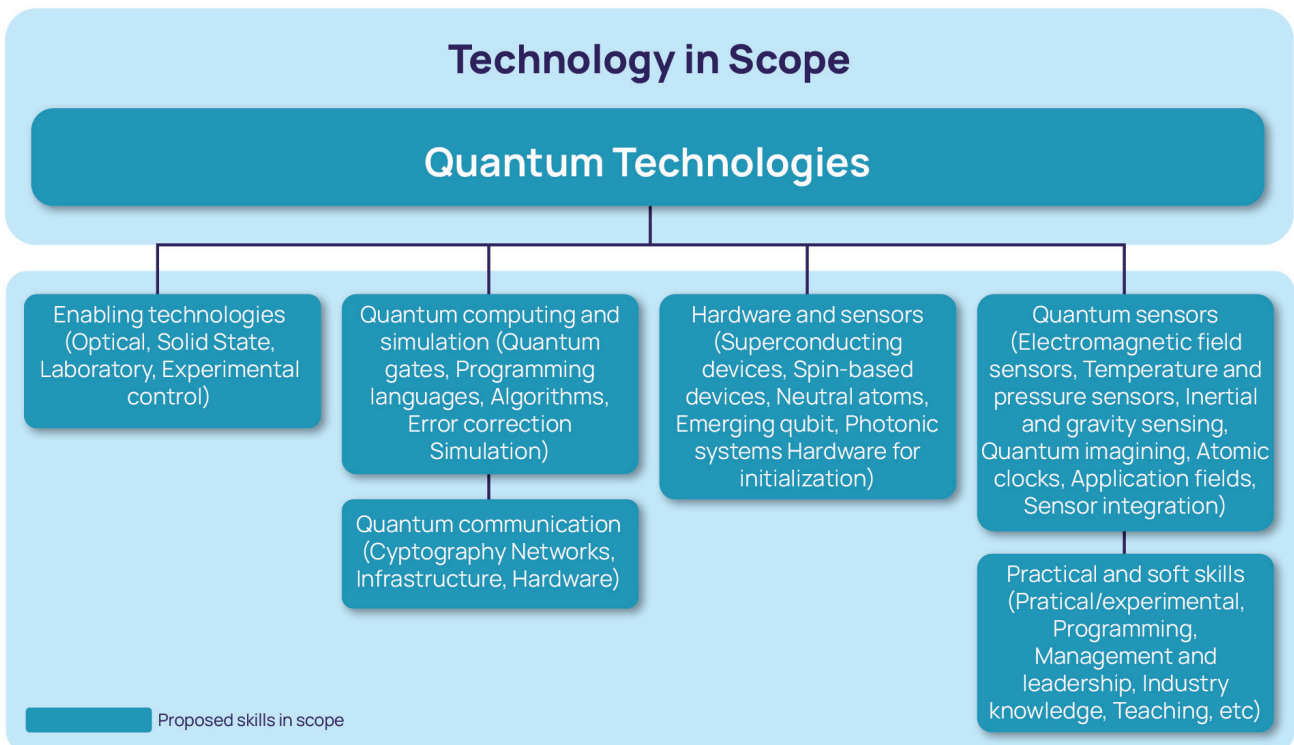 Technology in Scope
Quantum Technologies
Enabling technologies
(Optical, Solid State,
Laboratory, Experimental
control)
Quantum computing and
simulation (Quantum
gates, Programming
languages, Algorithms,
Error correction
Simulation)
Quantum communication
(Cyptography Networks,
Infrastructure, Hardware)
Hardware and sensors
(Superconducting
devices, Spin-based
devices, Neutral atoms,
Emerging qubit, Photonic
systems Hardware for
initialization)
Quantum sensors
(Electromagnetic field
sensors, Temperature and
pressure sensors, Inertial
and gravity sensing,
Quantum imagining, Atomic
clocks, Application fields,
Sensor integration)
Practical and soft skills
(Pratical/experimental,
Programming,
Management and
leadership, Industry
knowledge, Teaching, etc)
Proposed skills in scope